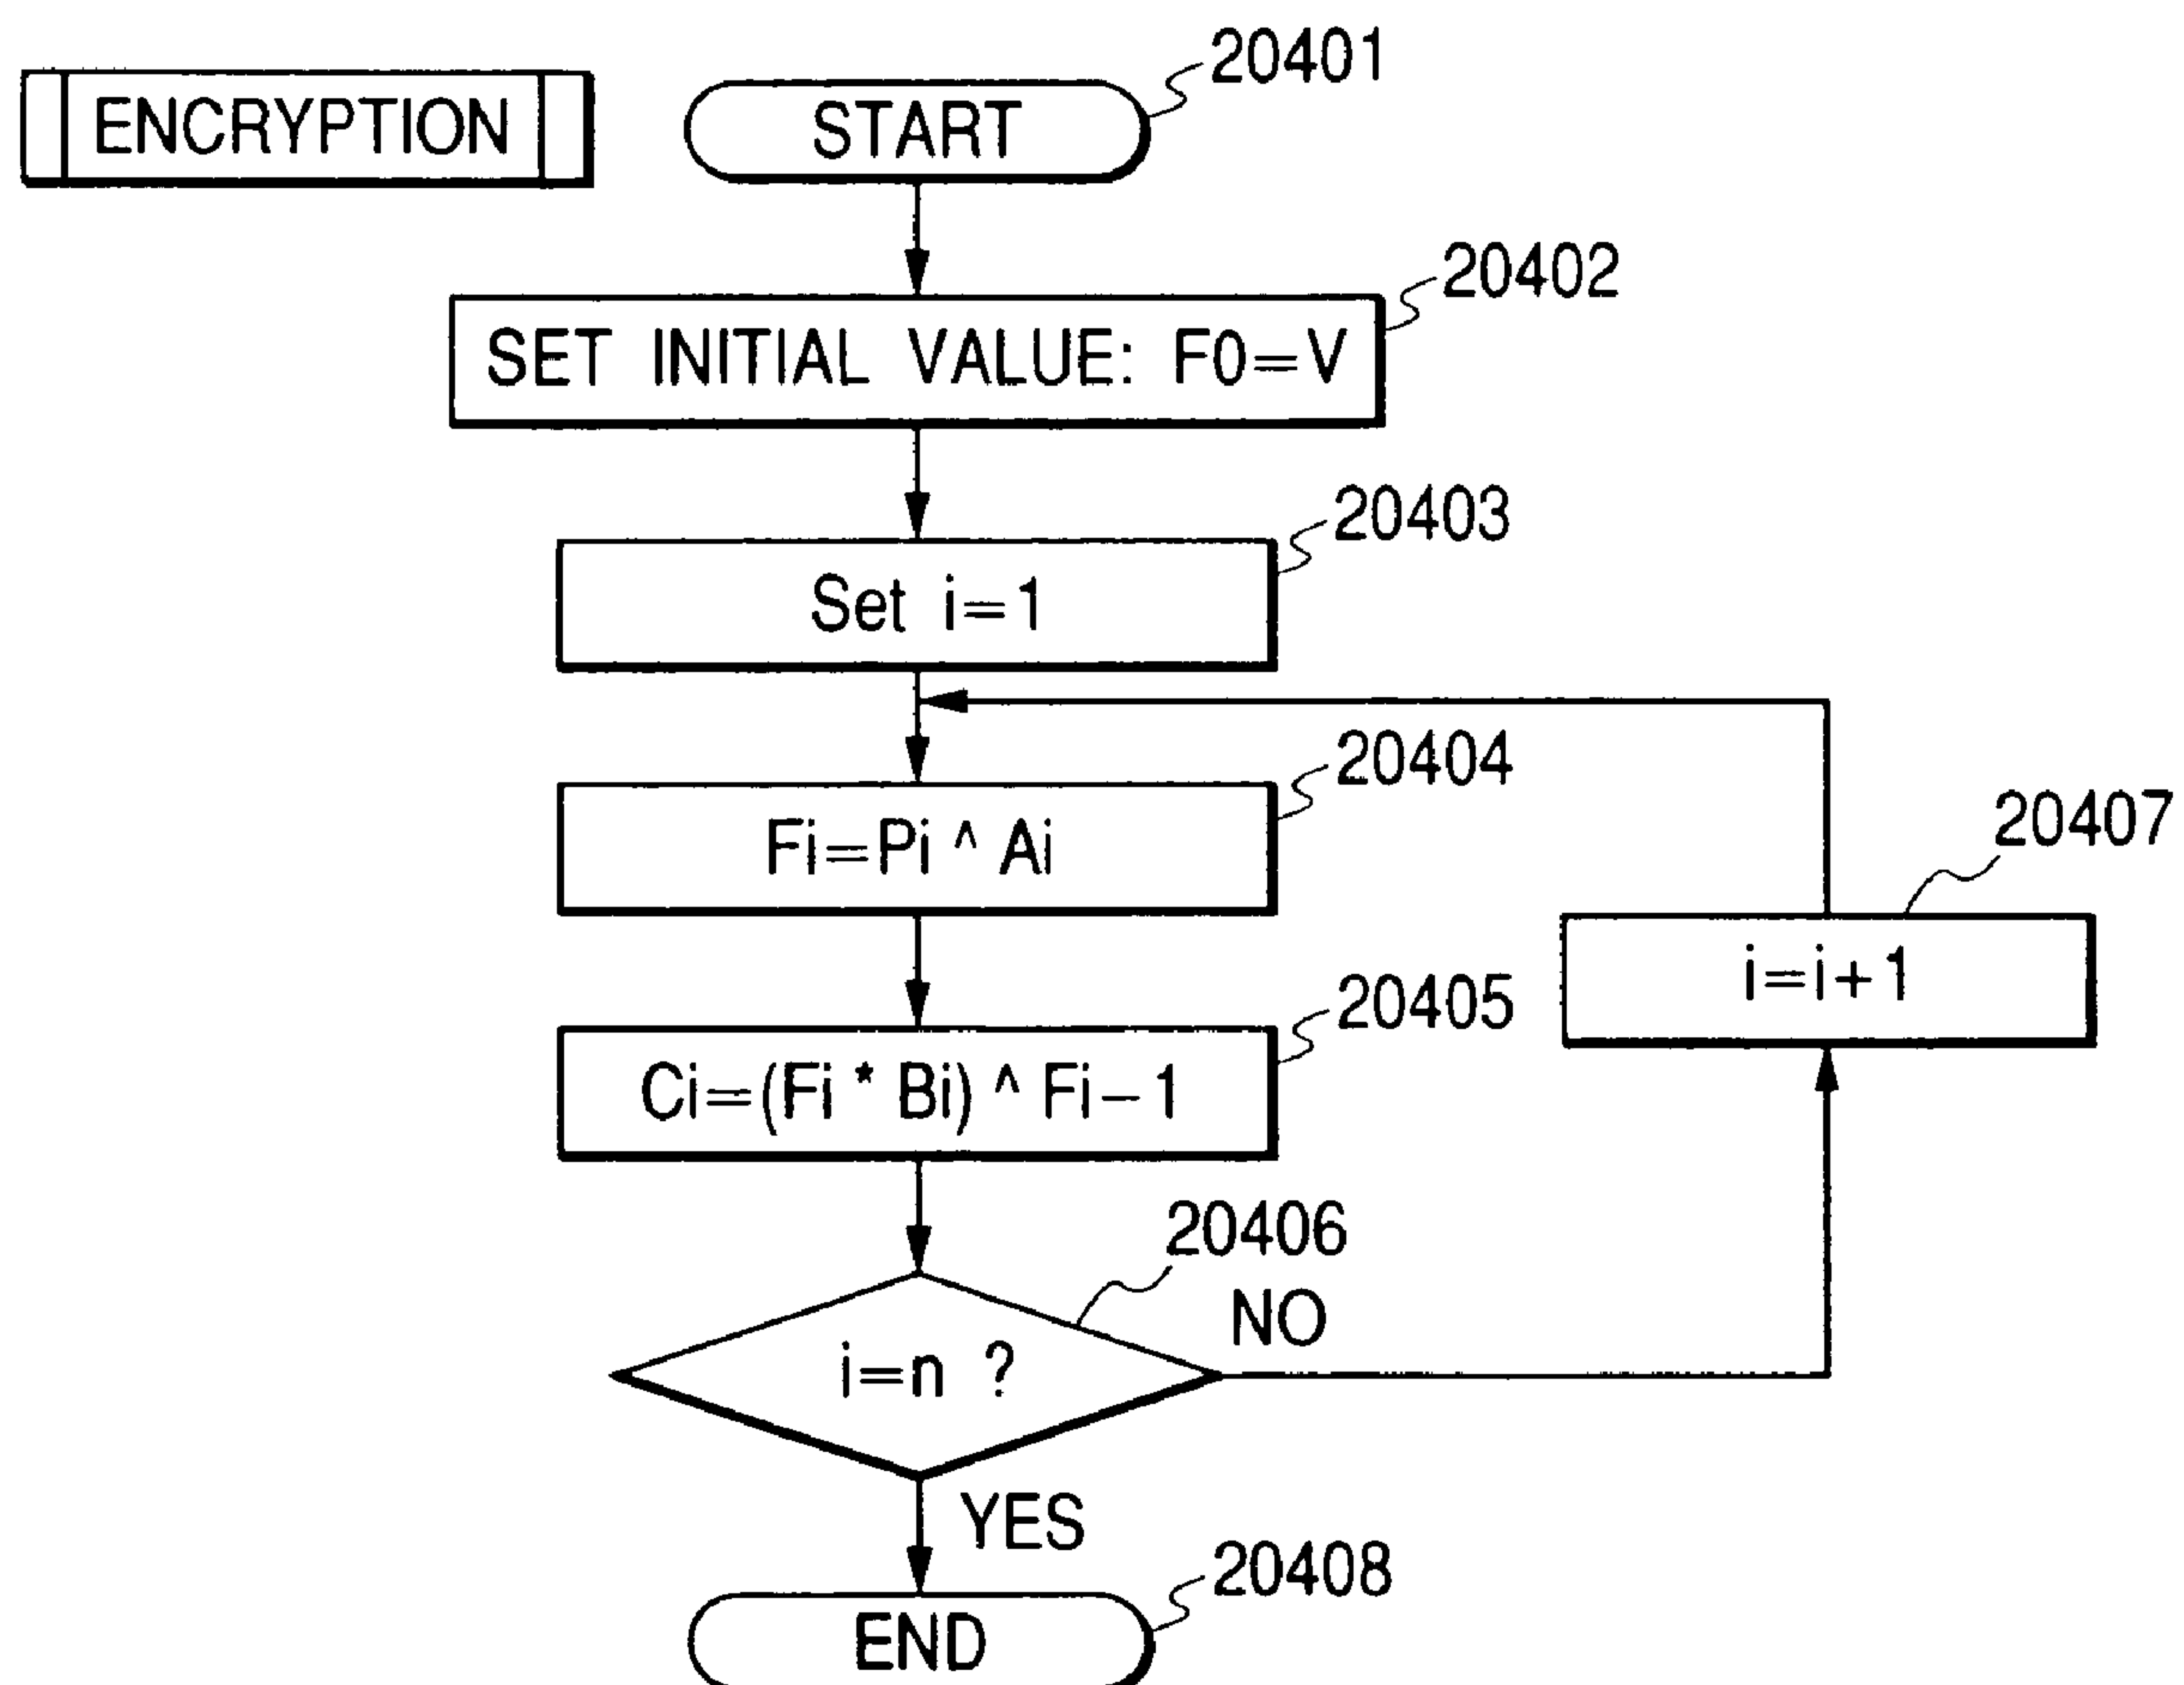 ENCRYPTION
START
20401
SET INITIAL VALUE: F0=V
20402
Set i=1
20403
Fi=Pi ^ Ai
20404
Ci=(Fi * Bi) ^ Fi-1
20405
i=i+1
20407
i=n ?
20406
NO
YES
END
20408